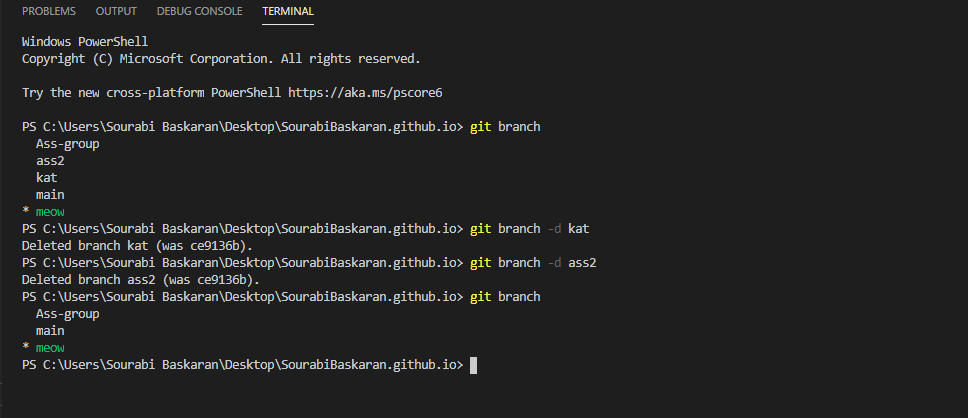 PROBLEMS OUTPUT DEBUG CONSOLE TERMINAL
Windows PowerShell
Copyright (C) Microsoft Corporation. All rights reserved.
Try the new cross-platform PowerShell https://aka.ms/pscore6
PS C:\Users\Sourabi Baskaran\Desktop\SourabiBaskaran.github.io> git branch
Ass-group
ass2
kat
main
* meow
PS C:\Users\Sourabi Baskaran\Desktop\SourabiBaskaran.github.io> git branch -d kat
Deleted branch kat (was ce9136b).
PS C:\Users\Sourabi Baskaran\Desktop\SourabiBaskaran.github.io> git branch -d ass2
Deleted branch ass2 (was ce9136b).
PS C:\Users\Sourabi Baskaran\Desktop\SourabiBaskaran.github.io> git branch
Ass-group
main
* meow
PS C:\Users\Sourabi Baskaran\Desktop\SourabiBaskaran.github.io>